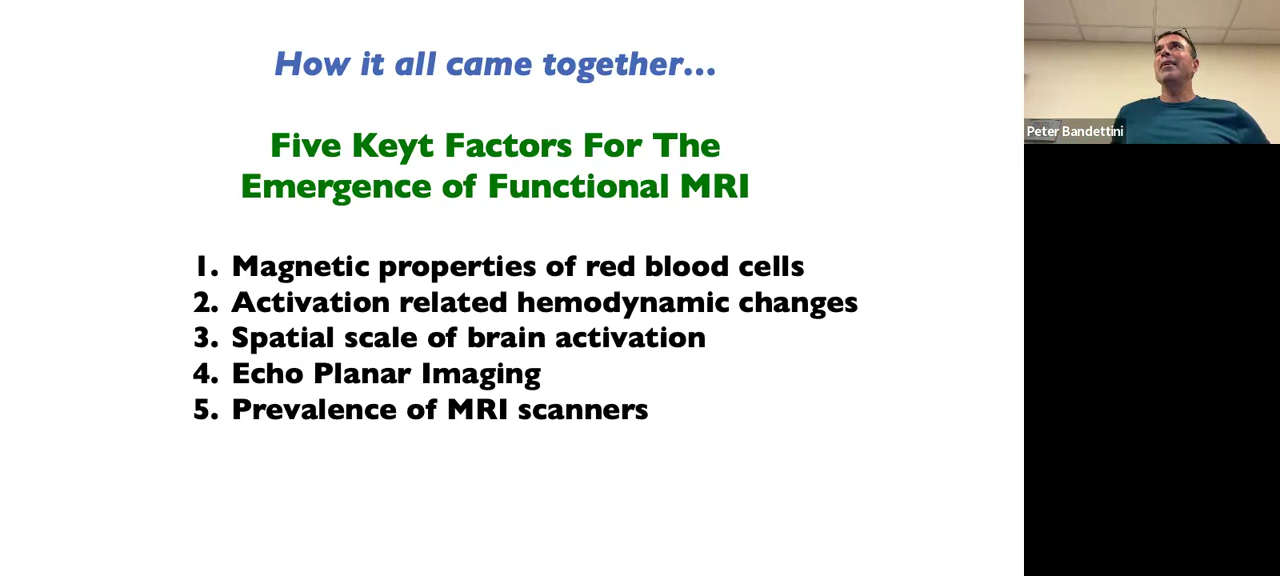 How it all came together...
Five Keyt Factors For The
Emergence of Functional MRI
1. Magnetic properties of red blood cells
2. Activation related hemodynamic changes
3. Spatial scale of brain activation
4. Echo Planar Imaging
5. Prevalence of MRI scanners
Peter Bandettini